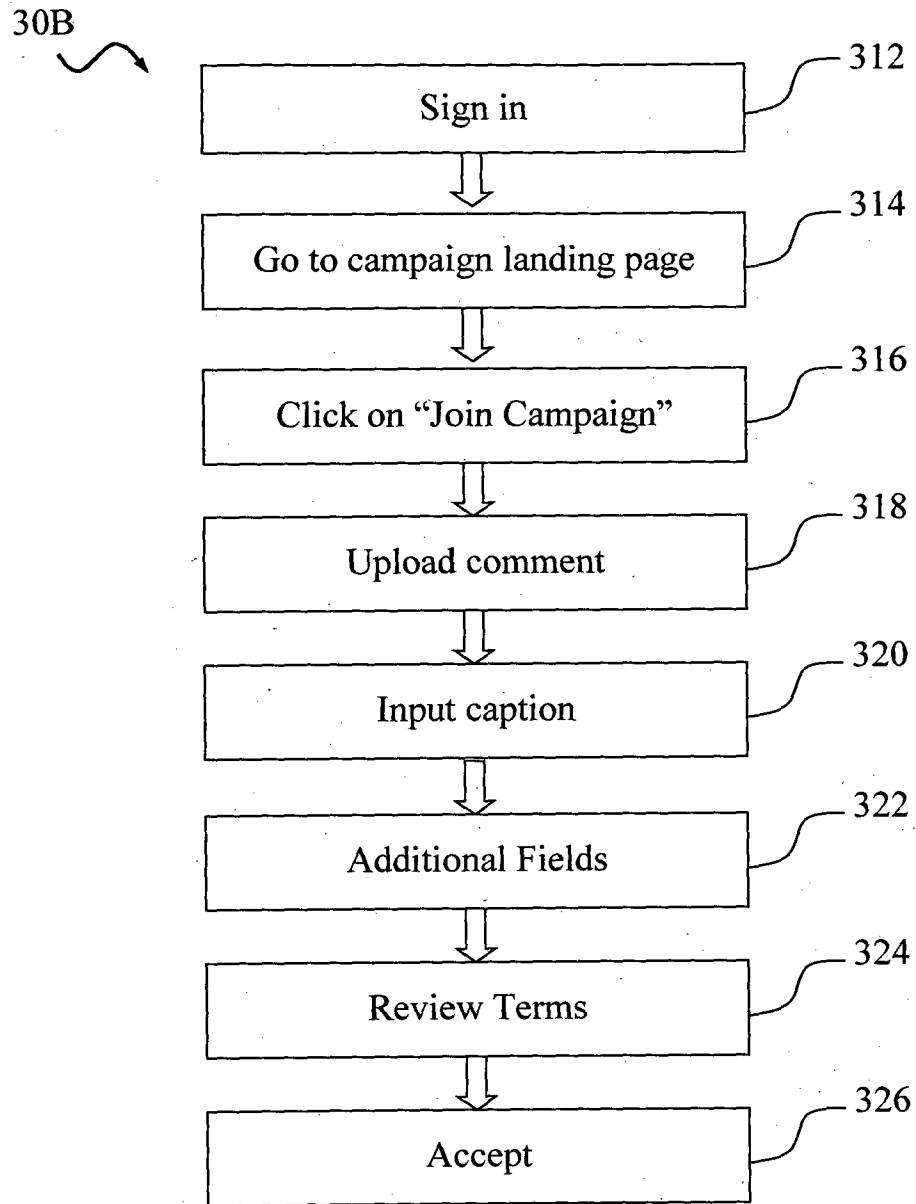 30B
312
Sign in
314
Go to campaign landing page
316
Click on “Join Campaign”
318
Upload comment
320
Input caption
322
Additional Fields
324
Review Terms
326
Accept